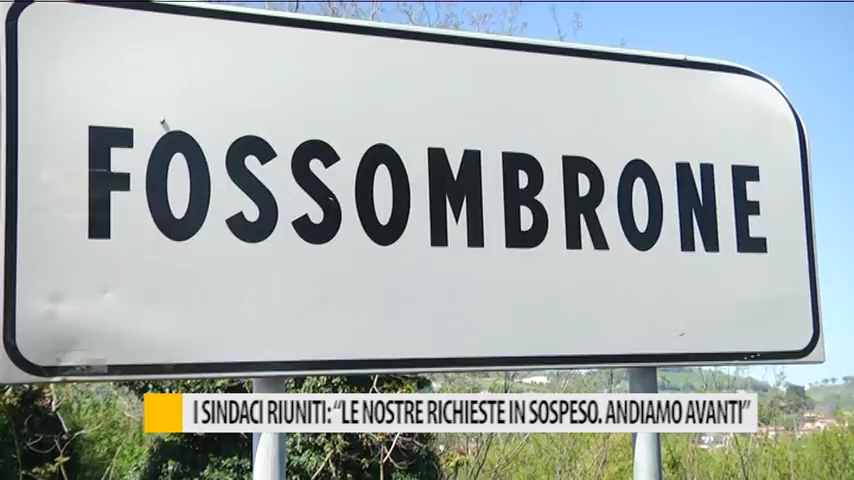 FOSSOMBRONE
I SINDACI RIUNITI: “LE NOSTRE RICHIESTE IN SOSPESO. ANDIAMO AVANTI”